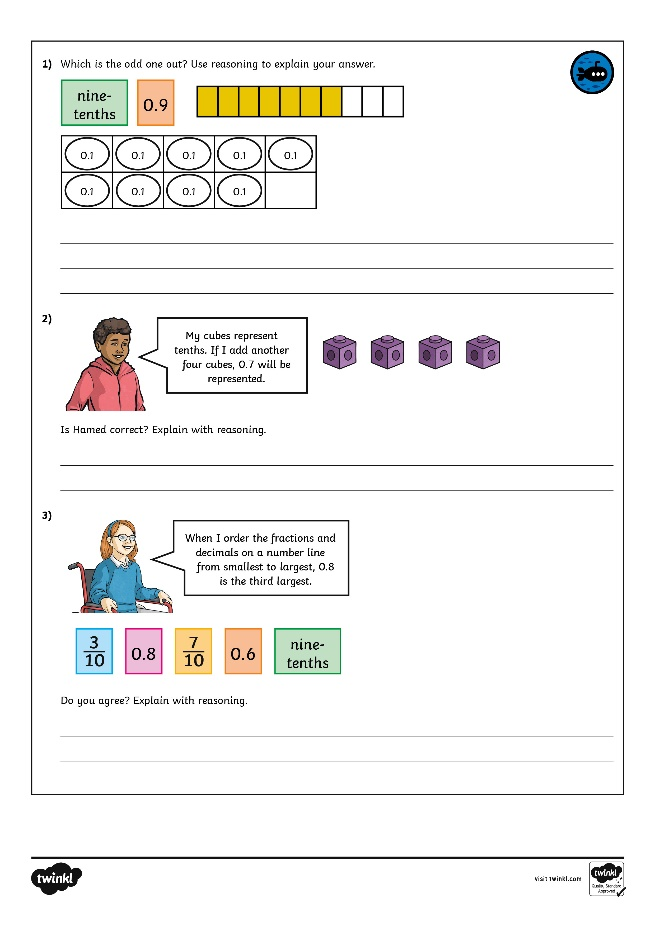 1) Which is the odd one out? Use reasoning to explain your answer.
nine-
tenths
0.9
0.1 0.1 0.1 0.1 0.1
0.1 0.1 0.1 0.1
2)
My cubes represent
tenths. If I add another
four cubes, 0.7 will be
represented.
Is Hamed correct? Explain with reasoning.
3)
When I order the fractions and
decimals on a number line
from smallest to largest, 0.8
is the third largest.
3
10
0.8
7
10
0.6
nine-
tenths
Do you agree? Explain with reasoning.
twinkl
visit twinkl.com
twinkl
Quality Standard
Approved